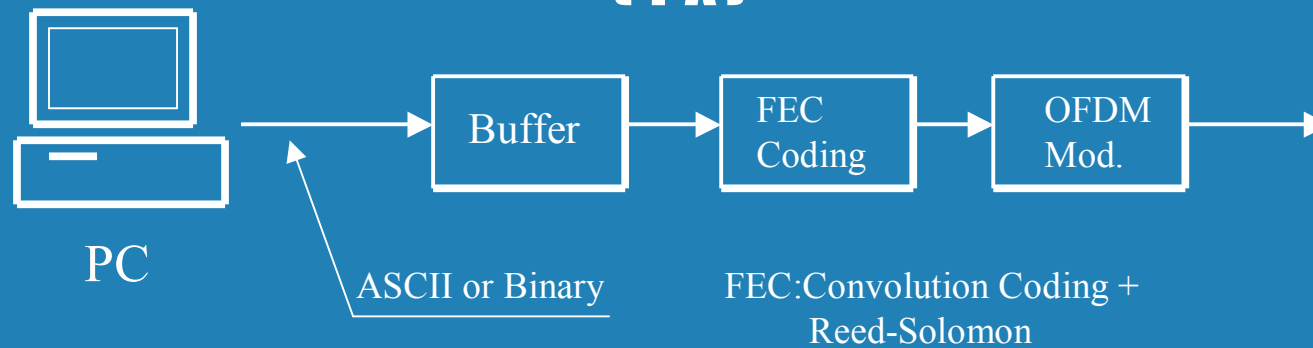 Buffer
FEC
Coding
OFDM
Mod.
PC
ASCII or Binary
FEC:Convolution Coding +
Reed-Solomon